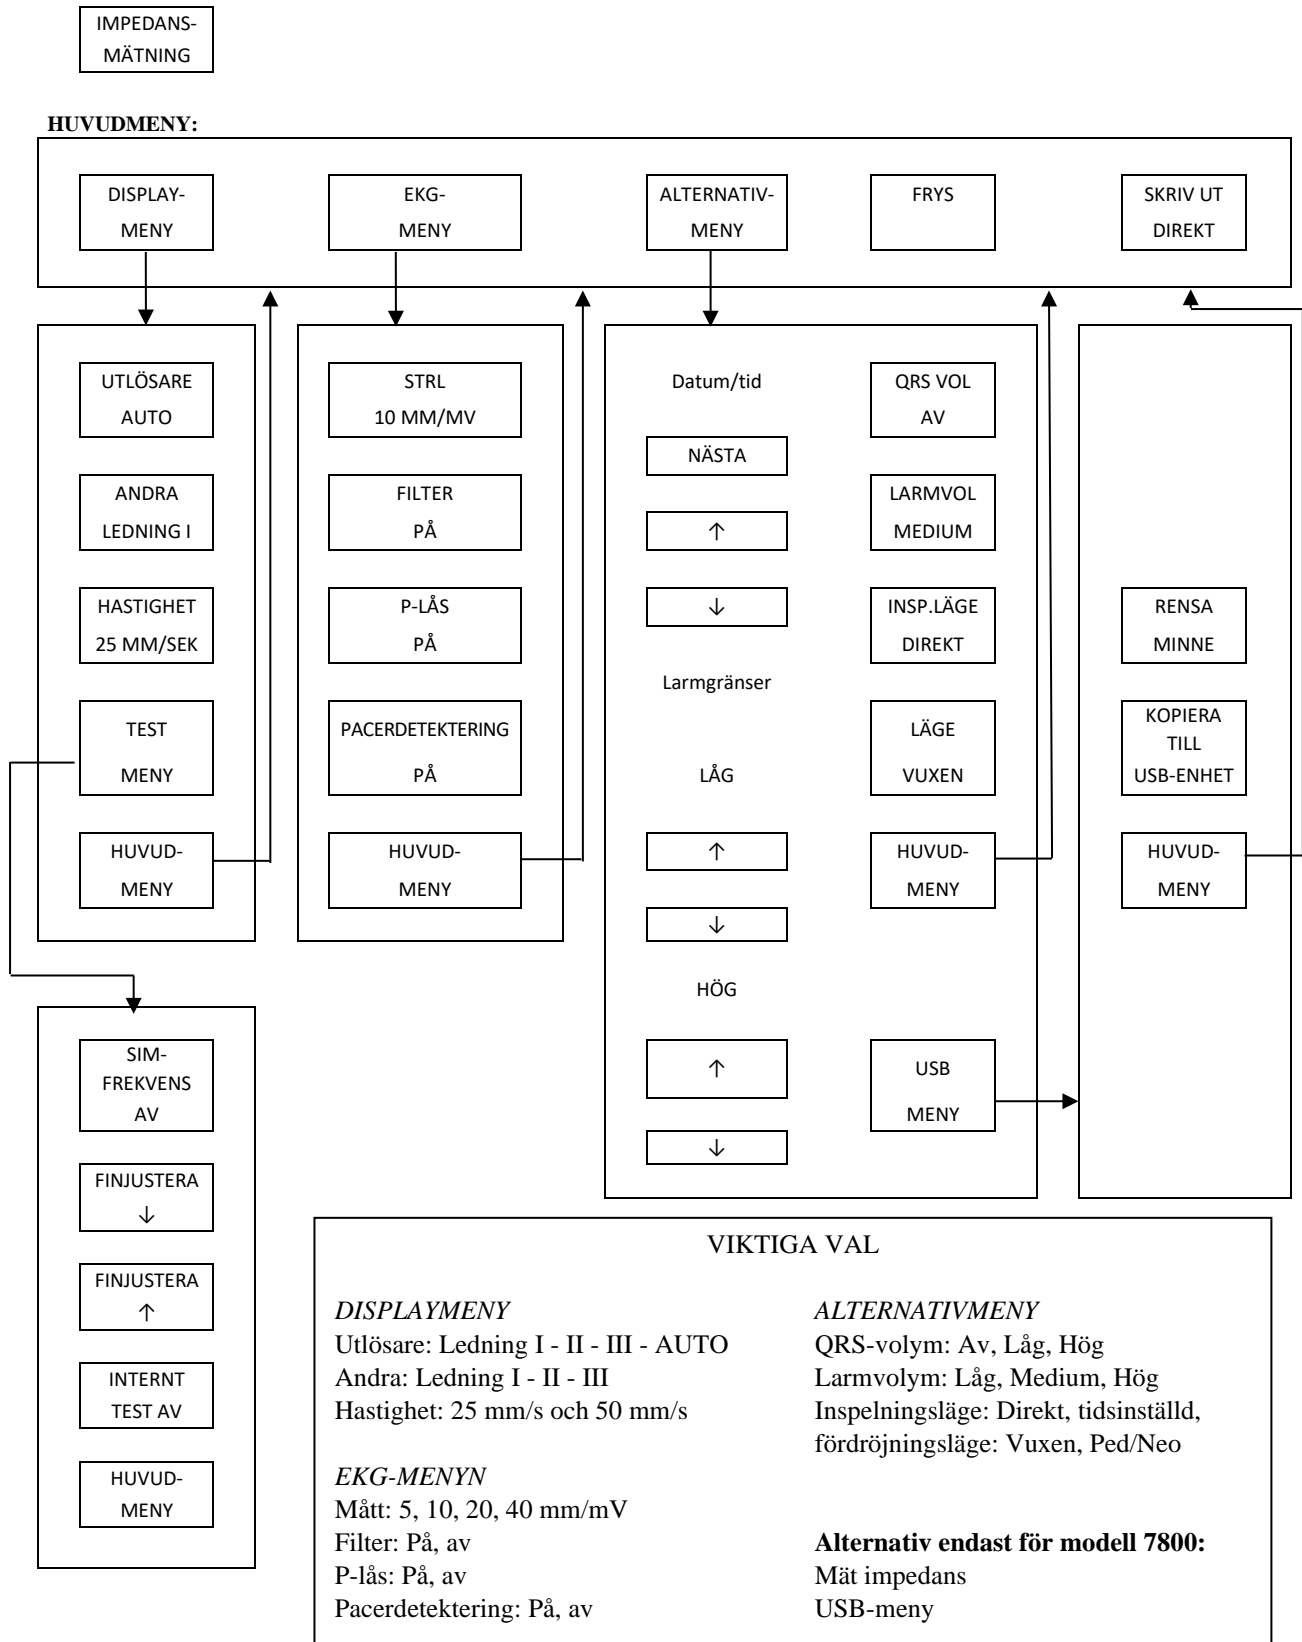 IMPEDANS-
MÄTNING
HUVUDMENY:
DISPLAY-
MENY
EKG-
MENY
ALTERNATIV-
MENY
FRYS
SKRIV UT
DIREKT
UTLÖSARE
AUTO
ANDRA
LEDNING I
HASTIGHET
25 MM/SEK
TEST
MENY
HUVUD-
MENY
STRL
10 MM/MV
FILTER
PÅ
P-LÅS
PÅ
PACERDETEKTERING
PÅ
HUVUD-
MENY
Datum/tid
NÄSTA
↑
↓
Larmgränser
LÅG
↑
↓
HÖG
↑
↓
QRS VOL
AV
LARMVOL
MEDIUM
INSP.LÄGE
DIREKT
LÄGE
VUXEN
HUVUD-
MENY
USB
MENY
RENSA
MINNE
KOPIERA
TILL
USB-ENHET
HUVUD-
MENY
SIM-
FREKVENS
AV
FINJUSTERA
↓
FINJUSTERA
↑
INTERNT
TEST AV
HUVUD-
MENY
VIKTIGA VAL
DISPLAYMENY
Utlösare: Ledning I - II - III - AUTO
Andra: Ledning I - II - III
Hastighet: 25 mm/s och 50 mm/s
EKG-MENYN
Mått: 5, 10, 20, 40 mm/mV
Filter: På, av
P-lås: På, av
Pacerdetektering: På, av
ALTERNATIVMENY
QRS-volym: Av, Låg, Hög
Larmvolym: Låg, Medium, Hög
Inspelningsläge: Direkt, tidsinställd,
fördröjningsläge: Vuxen, Ped/Neo
Alternativ endast för modell 7800:
Mät impedans
USB-meny